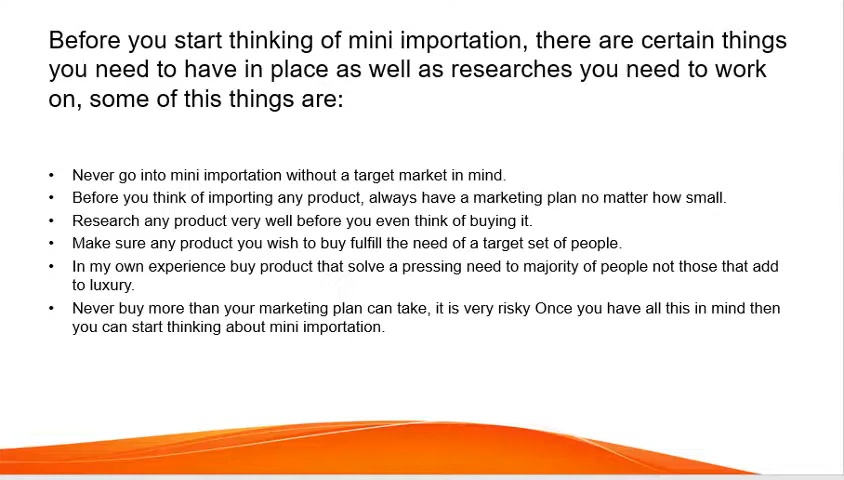 Before you start thinking of mini importation, there are certain things
you need to have in place as well as researches you need to work
on, some of this things are:
• Never go into mini importation without a target market in mind.
• Before you think of importing any product, always have a marketing plan no matter how small.
• Research any product very well before you even think of buying it.
• Make sure any product you wish to buy fulfill the need of a target set of people.
• In my own experience buy product that solve a pressing need to majority of people not those that add
to luxury.
• Never buy more than your marketing plan can take, it is very risky Once you have all this in mind then
you can start thinking about mini importation.